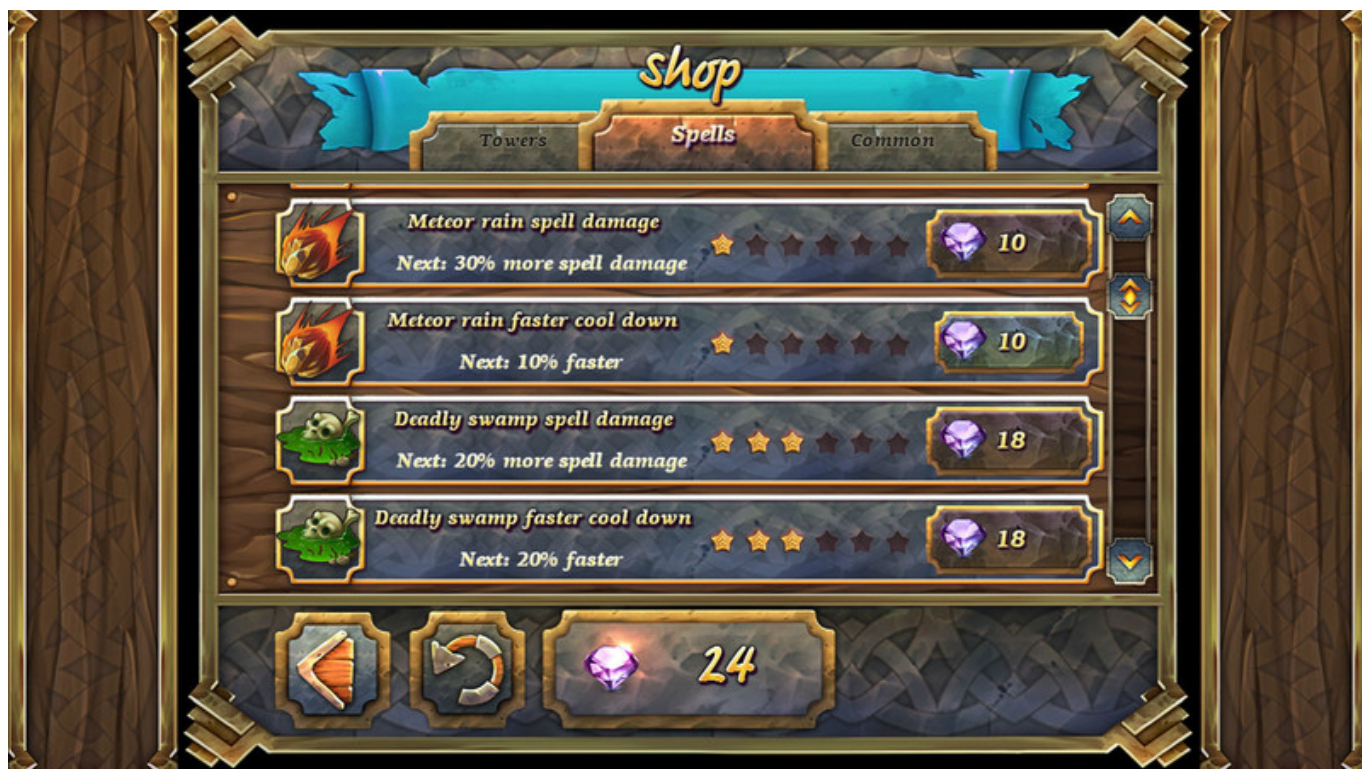 Shop
Towers
Spells
Common
Meteor rain spell damage
Next: 30% more spell damage
10
Meteor rain faster cool down
Next: 10% faster
10
Deadly swamp spell damage
Next: 20% more spell damage
18
Deadly swamp faster cool down
Next: 20% faster
18
24